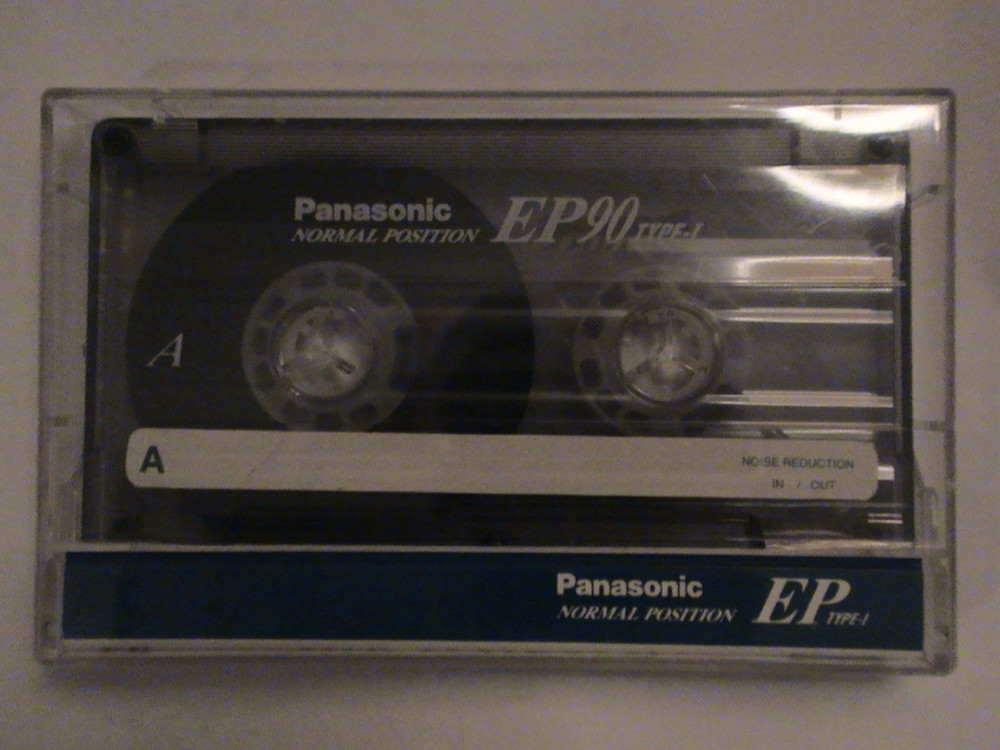 Panasonic EP90 TYPE-I
NORMAL POSITION
A
A NOISE REDUCTION
IN / OUT
Panasonic EP TYPE-I
NORMAL POSITION